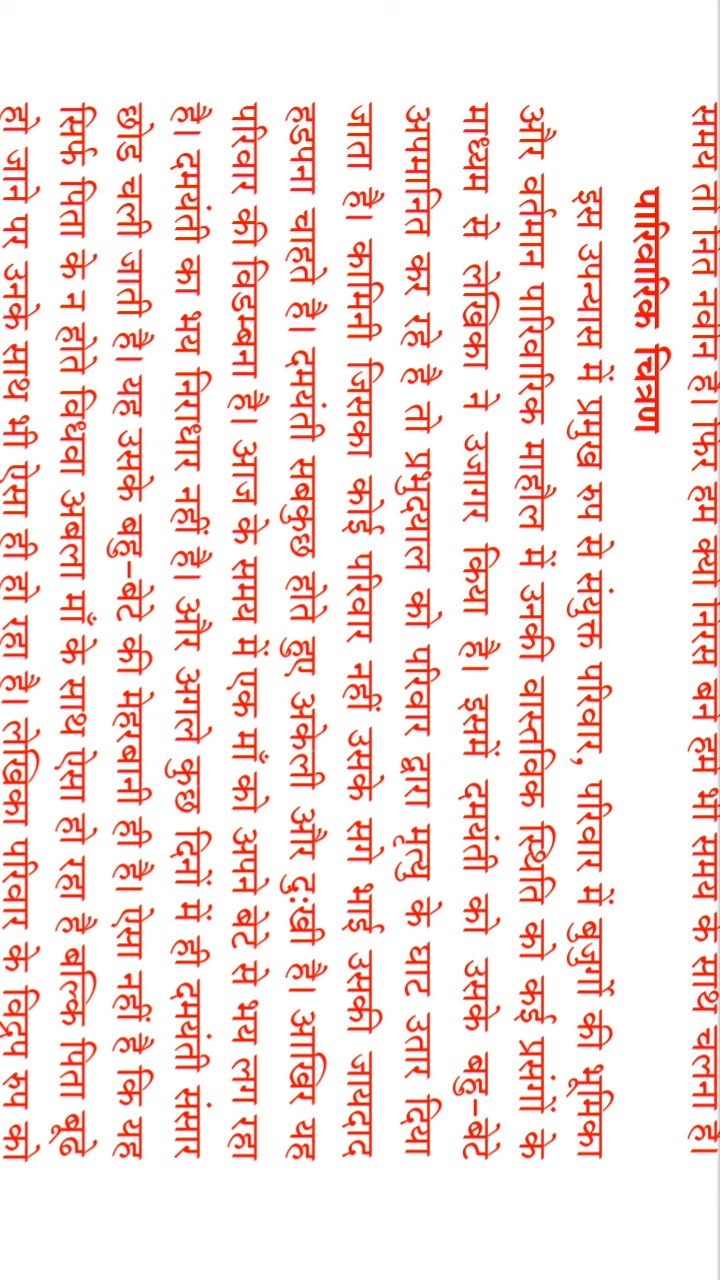 समय तो नित नवीन है। फिर हम क्यों निरस बने हम भी समय के साथ चलना है।
पारिवारिक चित्रण
इस उपन्यास में प्रमुख रुप से संयुक्त परिवार, परिवार में बुजुर्गों की भूमिका
और वर्तमान पारिवारिक माहौल में उनकी वास्तविक स्थिति को कई प्रसंगों के
माध्यम से लेखिका ने उजागर किया है। इसमें दमयंती को उसके बहु-बेटे
अपमानित कर रहे है तो प्रभुदयाल को परिवार द्वारा मृत्यु के घाट उतार दिया
जाता है। कामिनी जिसका कोई परिवार नहीं उसके सगे भाई उसकी जायदाद
हडपना चाहते है। दमयंती सबकुछ होते हुए अकेली और दुःखी है। आखिर यह
परिवार की विडम्बना है। आज के समय में एक माँ को अपने बेटे से भय लग रहा
है। दमयंती का भय निराधार नहीं है। और अगले कुछ दिनों में ही दमयंती संसार
छोड चली जाती है। यह उसके बहु-बेटे की मेहरबानी ही है। ऐसा नहीं है कि यह
सिर्फ पिता के न होते विधवा अबला माँ के साथ ऐसा हो रहा है बल्कि पिता बूढे
हो जाने पर उनके साथ भी ऐसा ही हो रहा है। लेखिका परिवार के विद्रुप रुप को